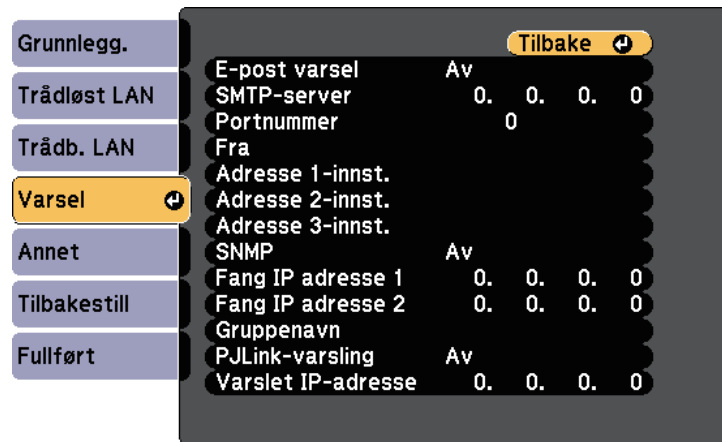 Grunnlegg.
Trådløst LAN
Trådb. LAN
Varsel
Annet
Tilbakestill
Fullført
Tilbake
E-post varsel Av
SMTP-server 0. 0. 0. 0
Portnummer 0
Fra
Adresse 1-innst.
Adresse 2-innst.
Adresse 3-innst.
SNMP Av
Fang IP adresse 1 0. 0. 0. 0
Fang IP adresse 2 0. 0. 0. 0
Gruppenavn
PJLink-varsling Av
Varslet IP-adresse 0. 0. 0. 0